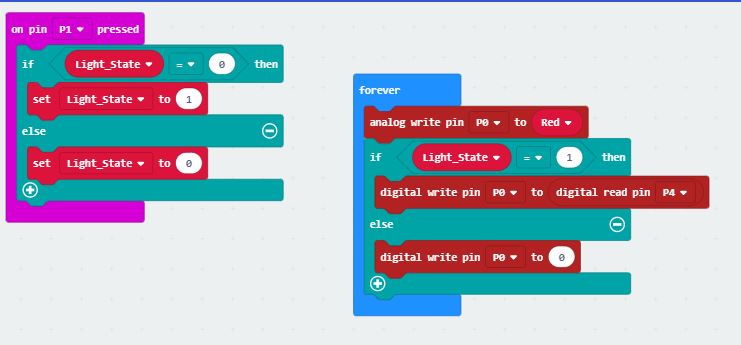 on pin P1 pressed
if Light_State = 0 then
set Light_State to 1
else
set Light_State to 0
forever
analog write pin P0 to Red
if Light_State = 1 then
digital write pin P0 to digital read pin P4
else
digital write pin P0 to 0